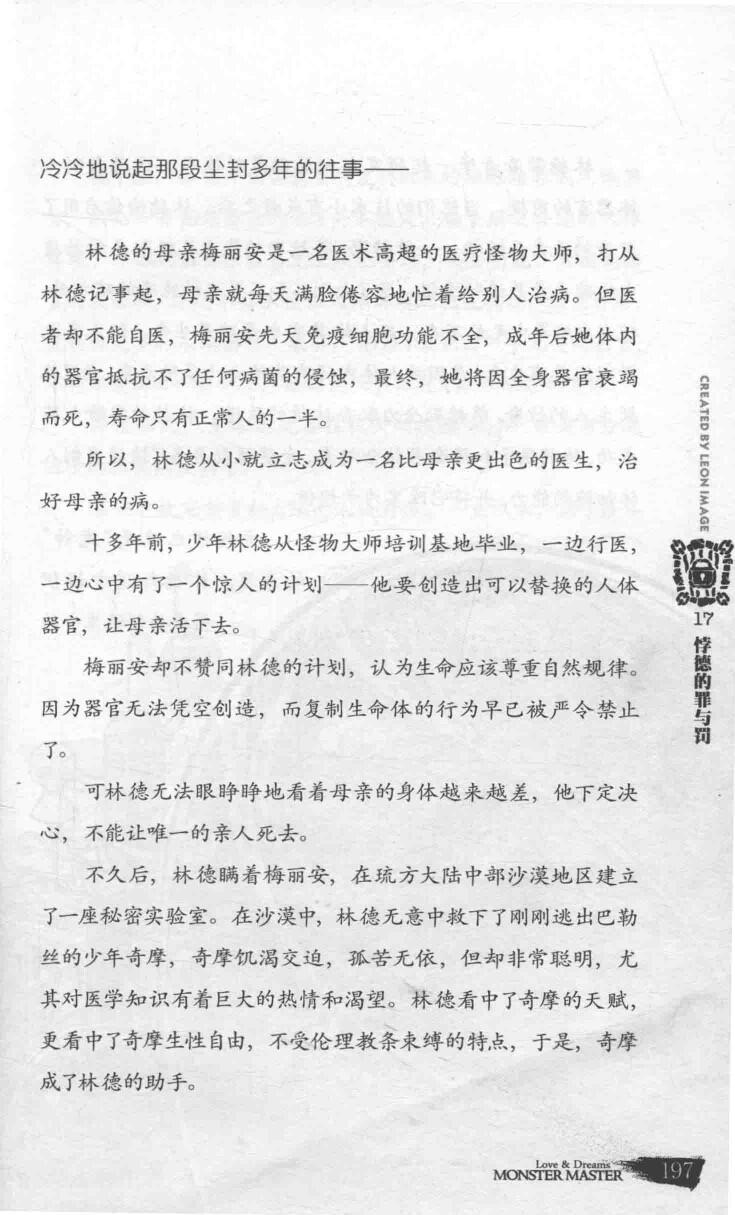 冷冷地说起那段尘封多年的往事——
林德的母亲梅丽安是一名医术高超的医疗怪物大师，打从
林德记事起，母亲就每天满脸倦容地忙着给别人治病。但医
者却不能自医，梅丽安先天免疫细胞功能不全，成年后她体内
的器官抵抗不了任何病菌的侵蚀，最终，她将因全身器官衰竭
而死，寿命只有正常人的一半。
所以，林德从小就立志成为一名比母亲更出色的医生，治
好母亲的病。
十多年前，少年林德从怪物大师培训基地毕业，一边行医，
一边心中有了一个惊人的计划——他要创造出可以替换的人体
器官，让母亲活下去。
梅丽安却不赞同林德的计划，认为生命应该尊重自然规律。
因为器官无法凭空创造，而复制生命体的行为早已被严令禁止
了。
可林德无法眼睁睁地看着母亲的身体越来越差，他下定决
心，不能让唯一的亲人死去。
不久后，林德瞒着梅丽安，在琉方大陆中部沙漠地区建立
了一座秘密实验室。在沙漠中，林德无意中救下了刚刚逃出巴勒
丝的少年奇摩，奇摩饥渴交迫，孤苦无依，但却非常聪明，尤
其对医学知识有着巨大的热情和渴望。林德看中了奇摩的天赋，
更看中了奇摩生性自由，不受伦理教条束缚的特点，于是，奇摩
成了林德的助手。
CREATED BY LEON IMAGE
17
悖德的罪与罚
Love & Dreams
MONSTER MASTER
197